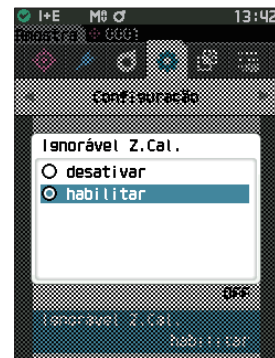 I+E M 13:42
Amostra 0001
Configuração
Ignorável Z.Cal.
desativar
habilitar
OFF
Ignorável Z.Cal.
habilitar